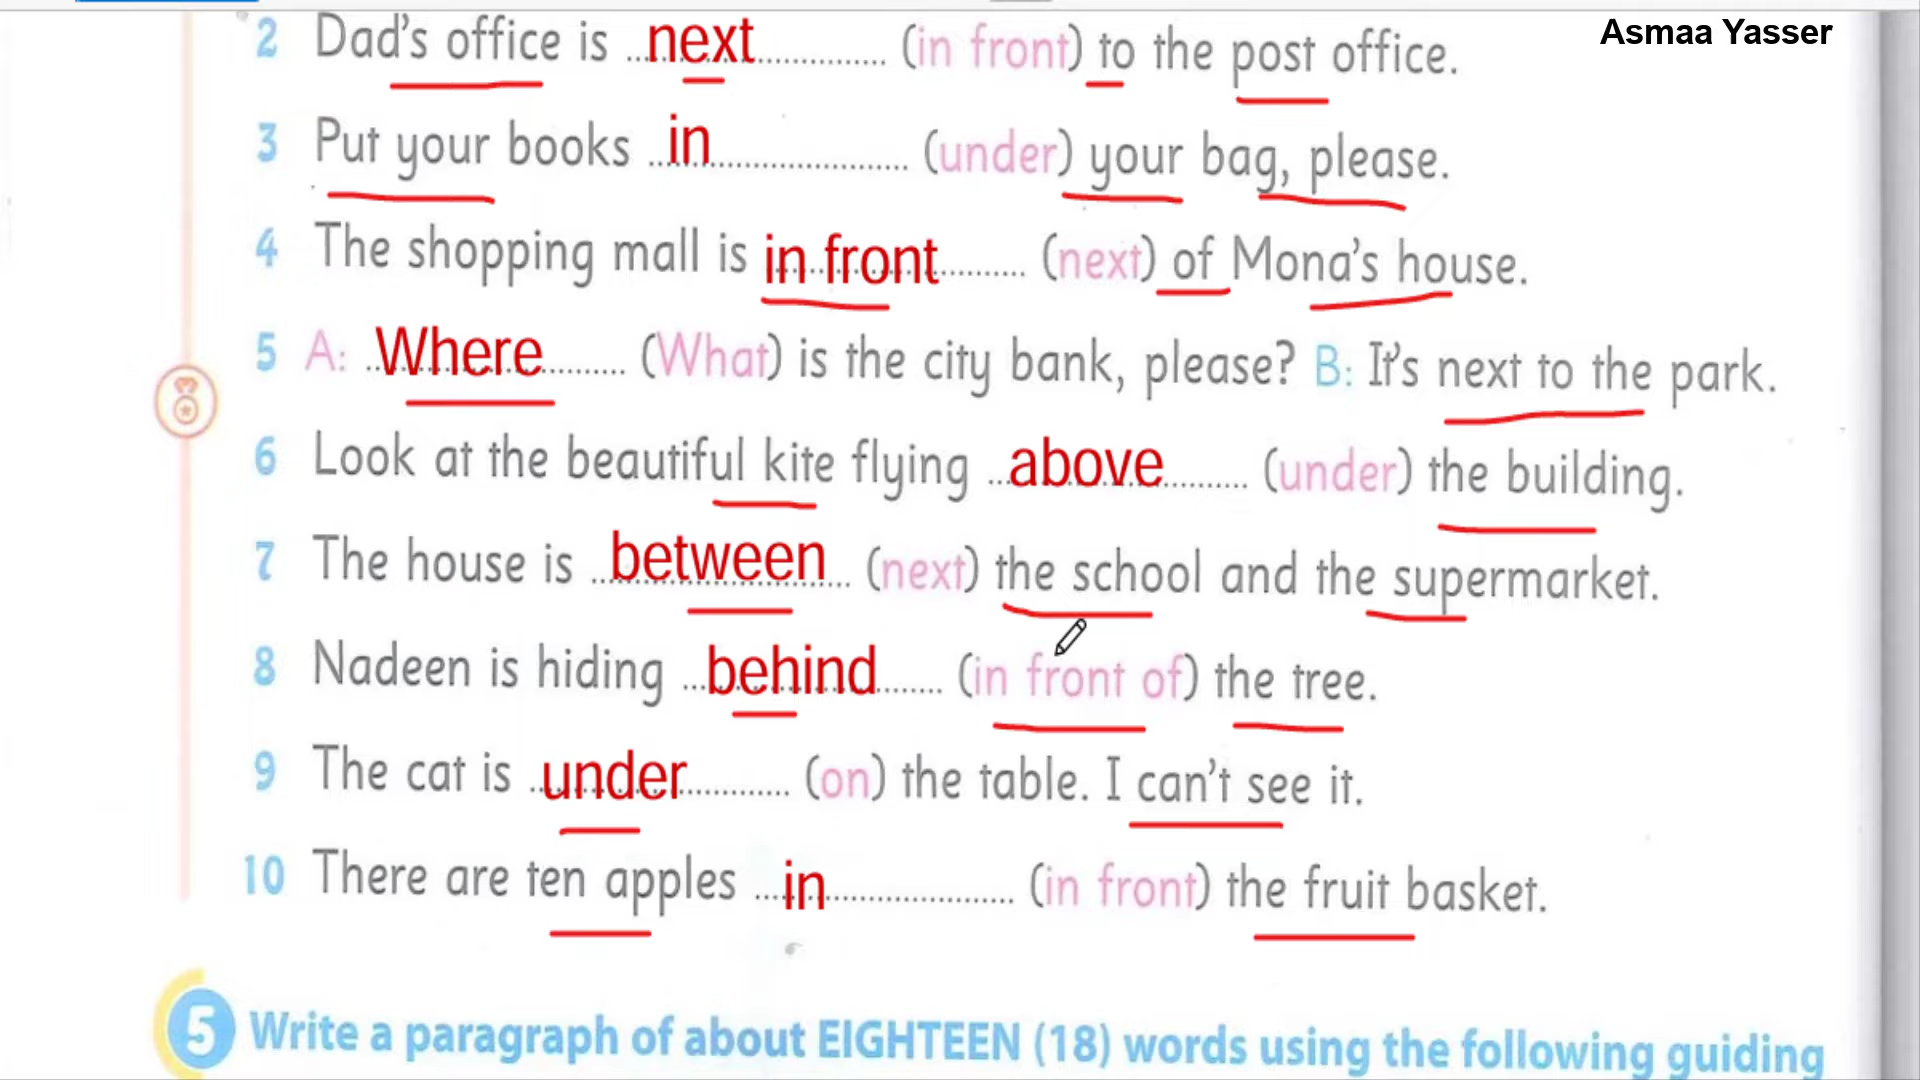 Asmaa Yasser
2 Dad's office is ...next............... (in front) to the post office.
3 Put your books ..in..................... (under) your bag, please.
4 The shopping mall is in front......... (next) of Mona's house.
5 A: ..Where......... (What) is the city bank, please? B: It's next to the park.
6 Look at the beautiful kite flying ...above.......... (under) the building.
7 The house is ..between... (next) the school and the supermarket.
8 Nadeen is hiding ...behind........ (in front of) the tree.
9 The cat is ..under............ (on) the table. I can't see it.
10 There are ten apples ...in..................... (in front) the fruit basket.
5 Write a paragraph of about EIGHTEEN (18) words using the following guiding